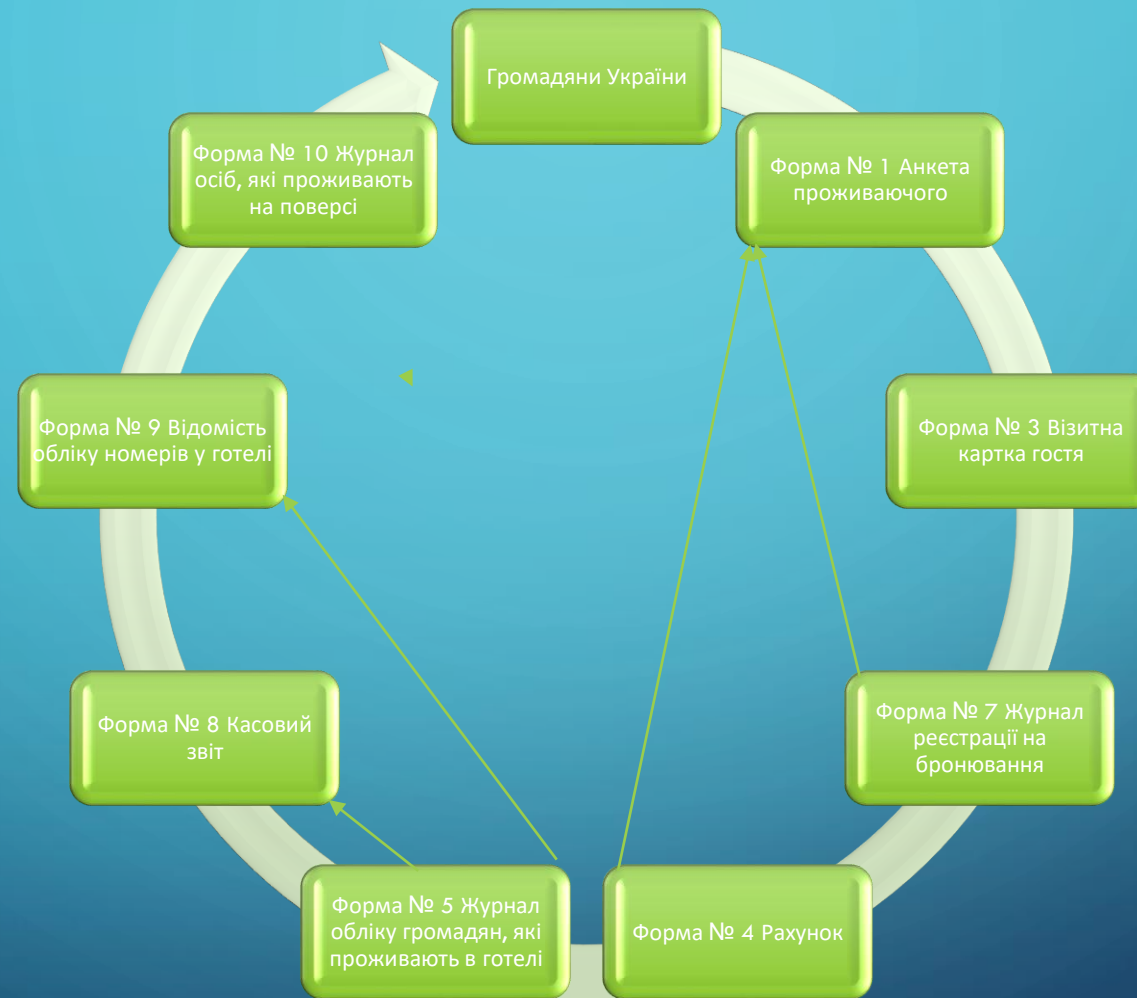 Громадяни України
Форма № 1 Анкета
проживаючого
Форма № 3 Візитна
картка гостя
Форма № 7 Журнал
реєстрації на
бронювання
Форма № 4 Рахунок
Форма № 5 Журнал
обліку громадян, які
проживають в готелі
Форма № 8 Касовий
звіт
Форма № 9 Відомість
обліку номерів у готелі
Форма № 10 Журнал
осіб, які проживають
на поверсі